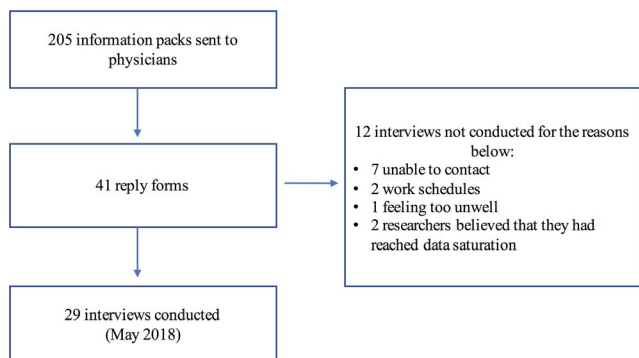 205 information packs sent to
physicians
41 reply forms
12 interviews not conducted for the reasons
below:
• 7 unable to contact
• 2 work schedules
• 1 feeling too unwell
• 2 researchers believed that they had
reached data saturation
29 interviews conducted
(May 2018)